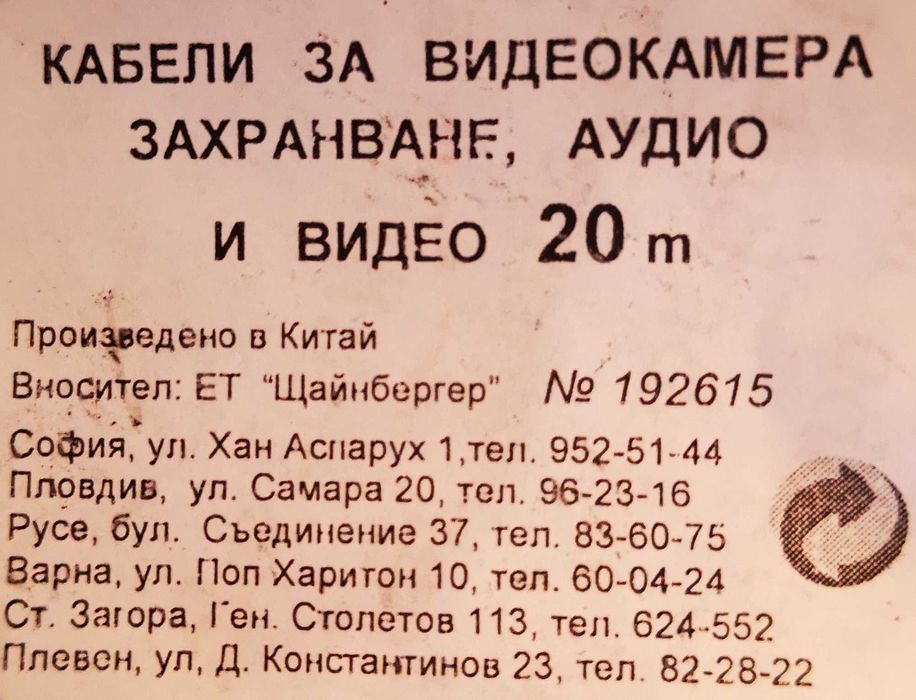 КАБЕЛИ ЗА ВИДЕОКАМЕРА
ЗАХРАНВАНЕ, АУДИО
И ВИДЕО 20 m
Произведено в Китай
Вносител: ЕТ "Щайнбергер" № 192615
София, ул. Хан Аспарух 1,тел. 952-51-44
Пловдив, ул. Самара 20, тел. 96-23-16
Русе, бул. Съединение 37, тел. 83-60-75
Варна, ул. Поп Харитон 10, тел. 60-04-24
Ст. Загора, Ген. Столетов 113, тел. 624-552
Плевен, ул, Д. Константинов 23, тел. 82-28-22